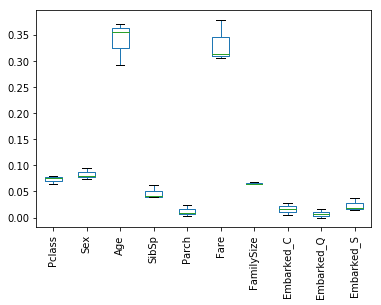 0.35
0.30
0.25
0.20
0.15
0.10
0.05
0.00
Pclass
Sex
Age
SibSp
Parch
Fare
FamilySize
Embarked_C
Embarked_Q
Embarked_S